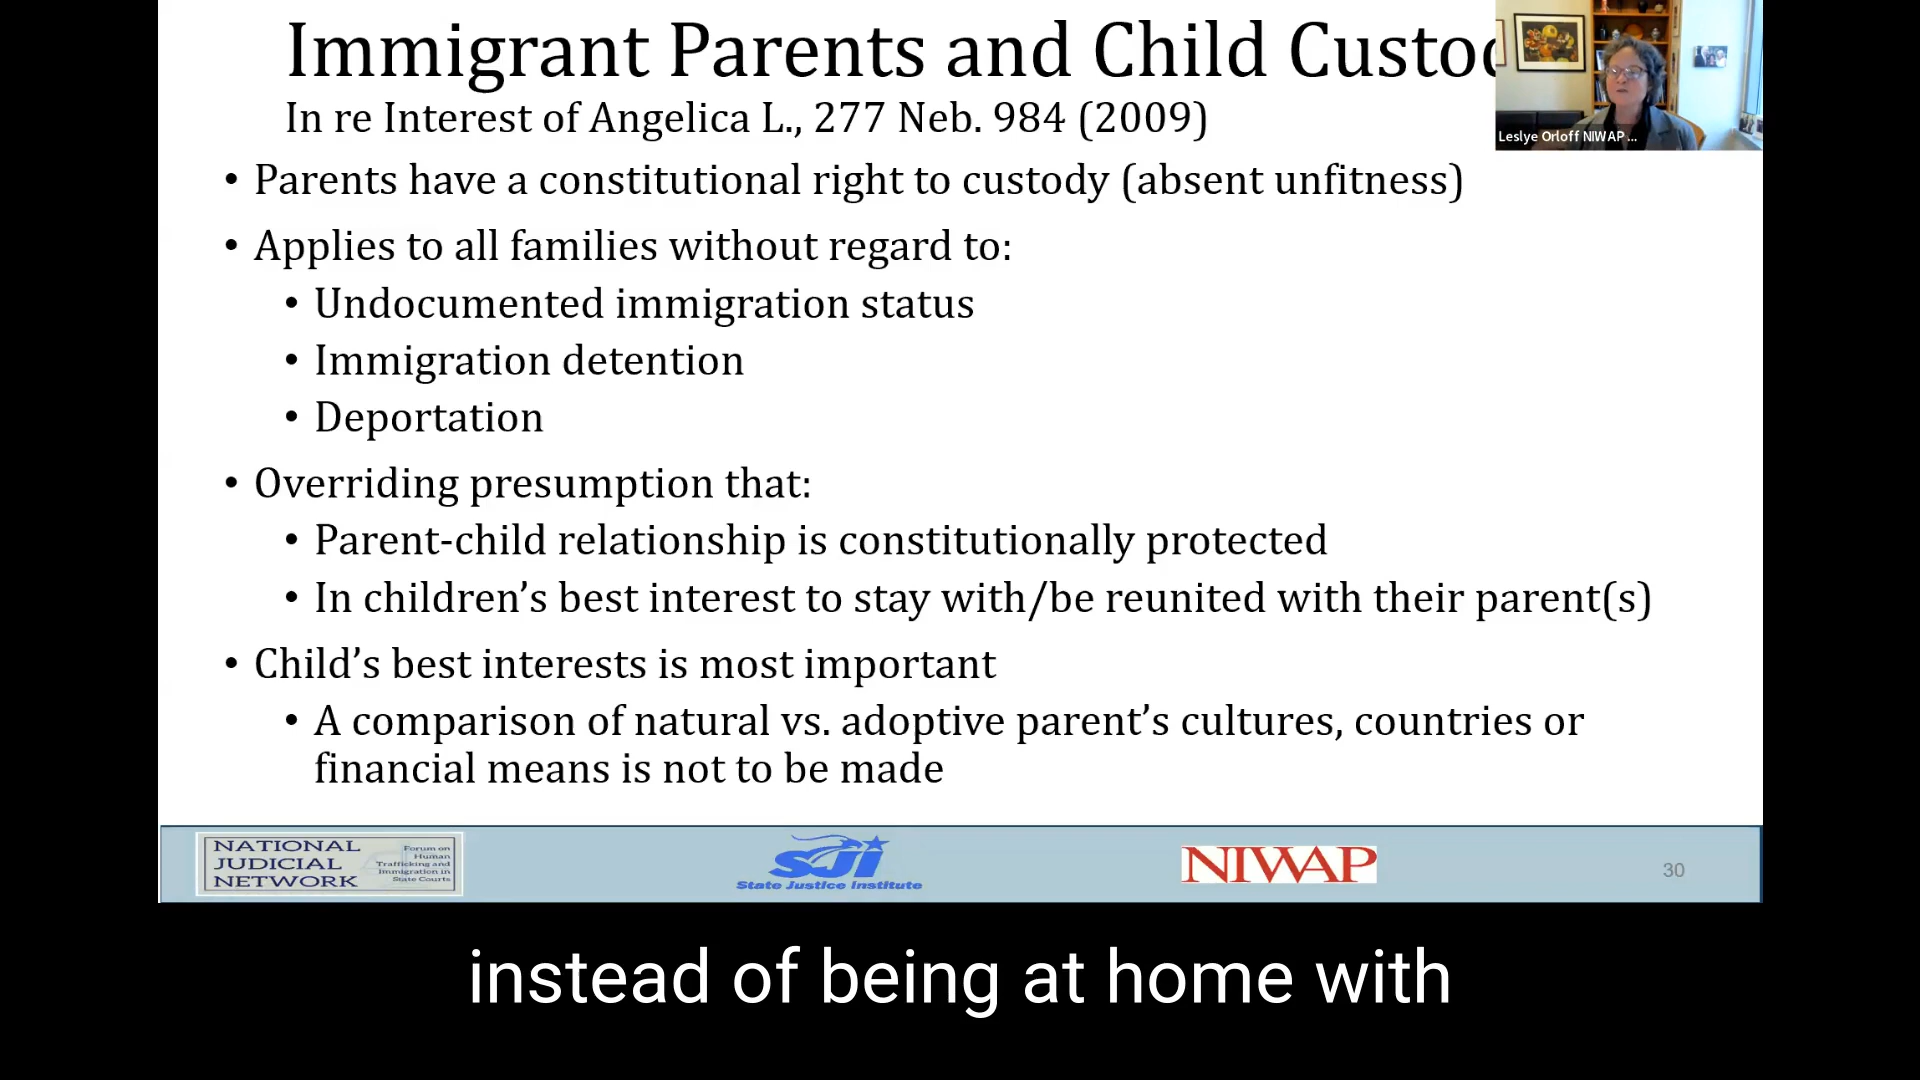 Immigrant Parents and Child Custo
In re Interest of Angelica L., 277 Neb. 984 (2009)
Leslye Orloff NIWAP ...
• Parents have a constitutional right to custody (absent unfitness)
• Applies to all families without regard to:
• Undocumented immigration status
• Immigration detention
• Deportation
• Overriding presumption that:
• Parent-child relationship is constitutionally protected
• In children’s best interest to stay with/be reunited with their parent(s)
• Child’s best interests is most important
• A comparison of natural vs. adoptive parent’s cultures, countries or
financial means is not to be made
NATIONAL
JUDICIAL
NETWORK
Forum on
Human
Trafficking and
Immigration in
State Courts
SJI
State Justice Institute
NIWAP
30
instead of being at home with